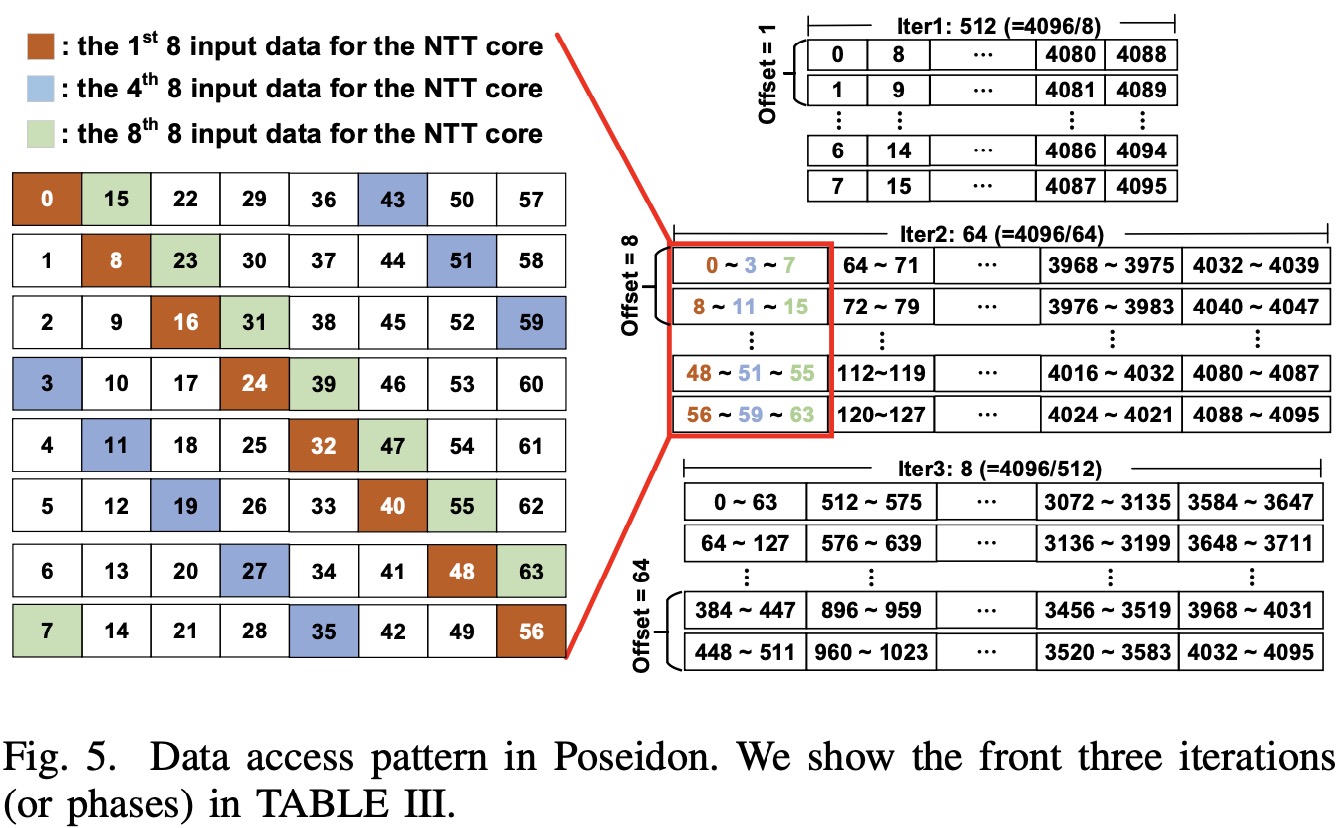 : the 1st 8 input data for the NTT core
: the 4th 8 input data for the NTT core
: the 8th 8 input data for the NTT core
0 15 22 29 36 43 50 57
1 8 23 30 37 44 51 58
2 9 16 31 38 45 52 59
3 10 17 24 39 46 53 60
4 11 18 25 32 47 54 61
5 12 19 26 33 40 55 62
6 13 20 27 34 41 48 63
7 14 21 28 35 42 49 56
Iter1: 512 (=4096/8)
Offset = 1
0 8 ... 4080 4088
1 9 ... 4081 4089
6 14 ... 4086 4094
7 15 ... 4087 4095
Iter2: 64 (=4096/64)
Offset = 8
0 ~ 3 ~ 7 64 ~ 71 ... 3968 ~ 3975 4032 ~ 4039
8 ~ 11 ~ 15 72 ~ 79 ... 3976 ~ 3983 4040 ~ 4047
48 ~ 51 ~ 55 112~119 ... 4016 ~ 4032 4080 ~ 4087
56 ~ 59 ~ 63 120~127 ... 4024 ~ 4021 4088 ~ 4095
Iter3: 8 (=4096/512)
0 ~ 63 512 ~ 575 ... 3072 ~ 3135 3584 ~ 3647
64 ~ 127 576 ~ 639 ... 3136 ~ 3199 3648 ~ 3711
Offset = 64
384 ~ 447 896 ~ 959 ... 3456 ~ 3519 3968 ~ 4031
448 ~ 511 960 ~ 1023 ... 3520 ~ 3583 4032 ~ 4095
Fig. 5. Data access pattern in Poseidon. We show the front three iterations
(or phases) in TABLE III.